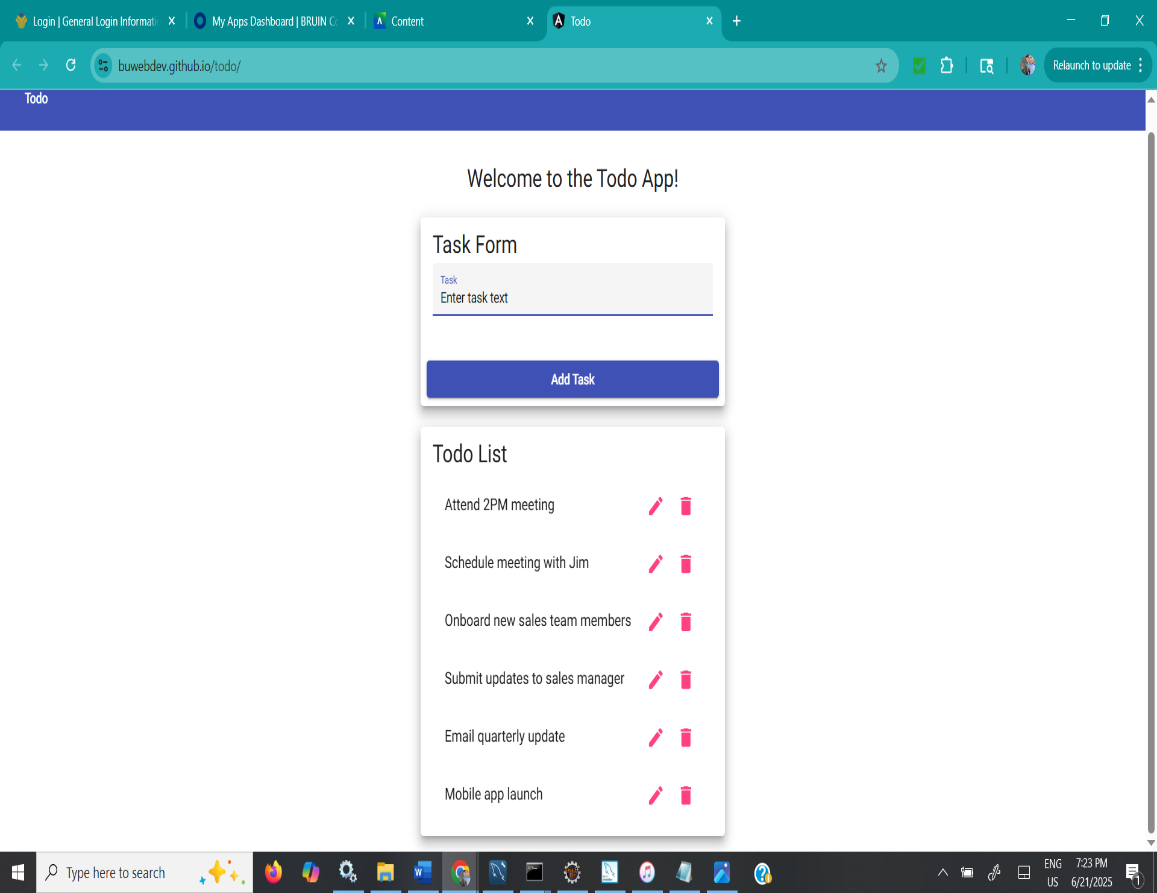 Login | General Login Informati
My Apps Dashboard | BRUIN Co
Content
Todo
buwebdev.github.io/todo/
Relaunch to update
Todo
Welcome to the Todo App!
Task Form
Task
Enter task text
Add Task
Todo List
Attend 2PM meeting
Schedule meeting with Jim
Onboard new sales team members
Submit updates to sales manager
Email quarterly update
Mobile app launch
Type here to search
ENG
US
7:23 PM
6/21/2025
1